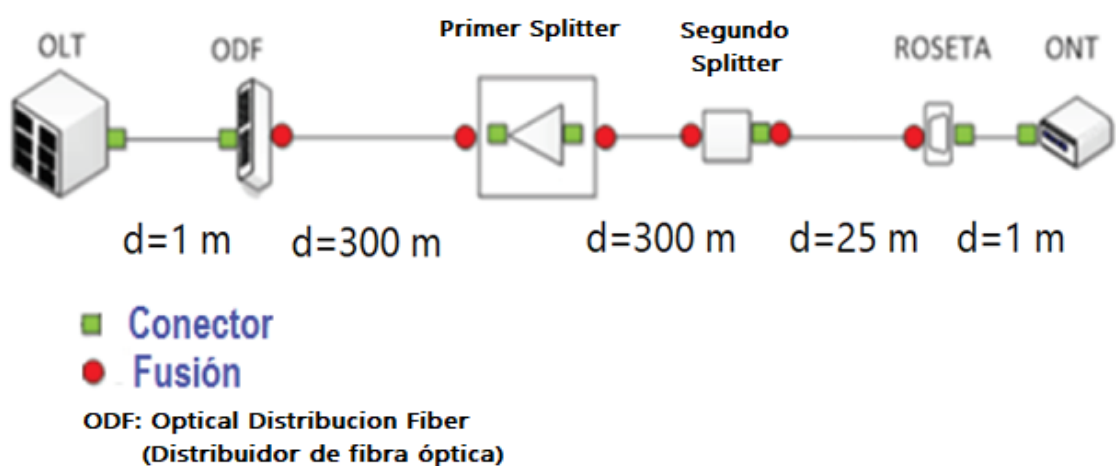 OLT
ODF
Primer Splitter
Segundo
Splitter
ROSETA
ONT
d=1 m
d=300 m
d=300 m
d=25 m
d=1 m
Conector
Fusión
ODF: Optical Distribucion Fiber
(Distribuidor de fibra óptica)